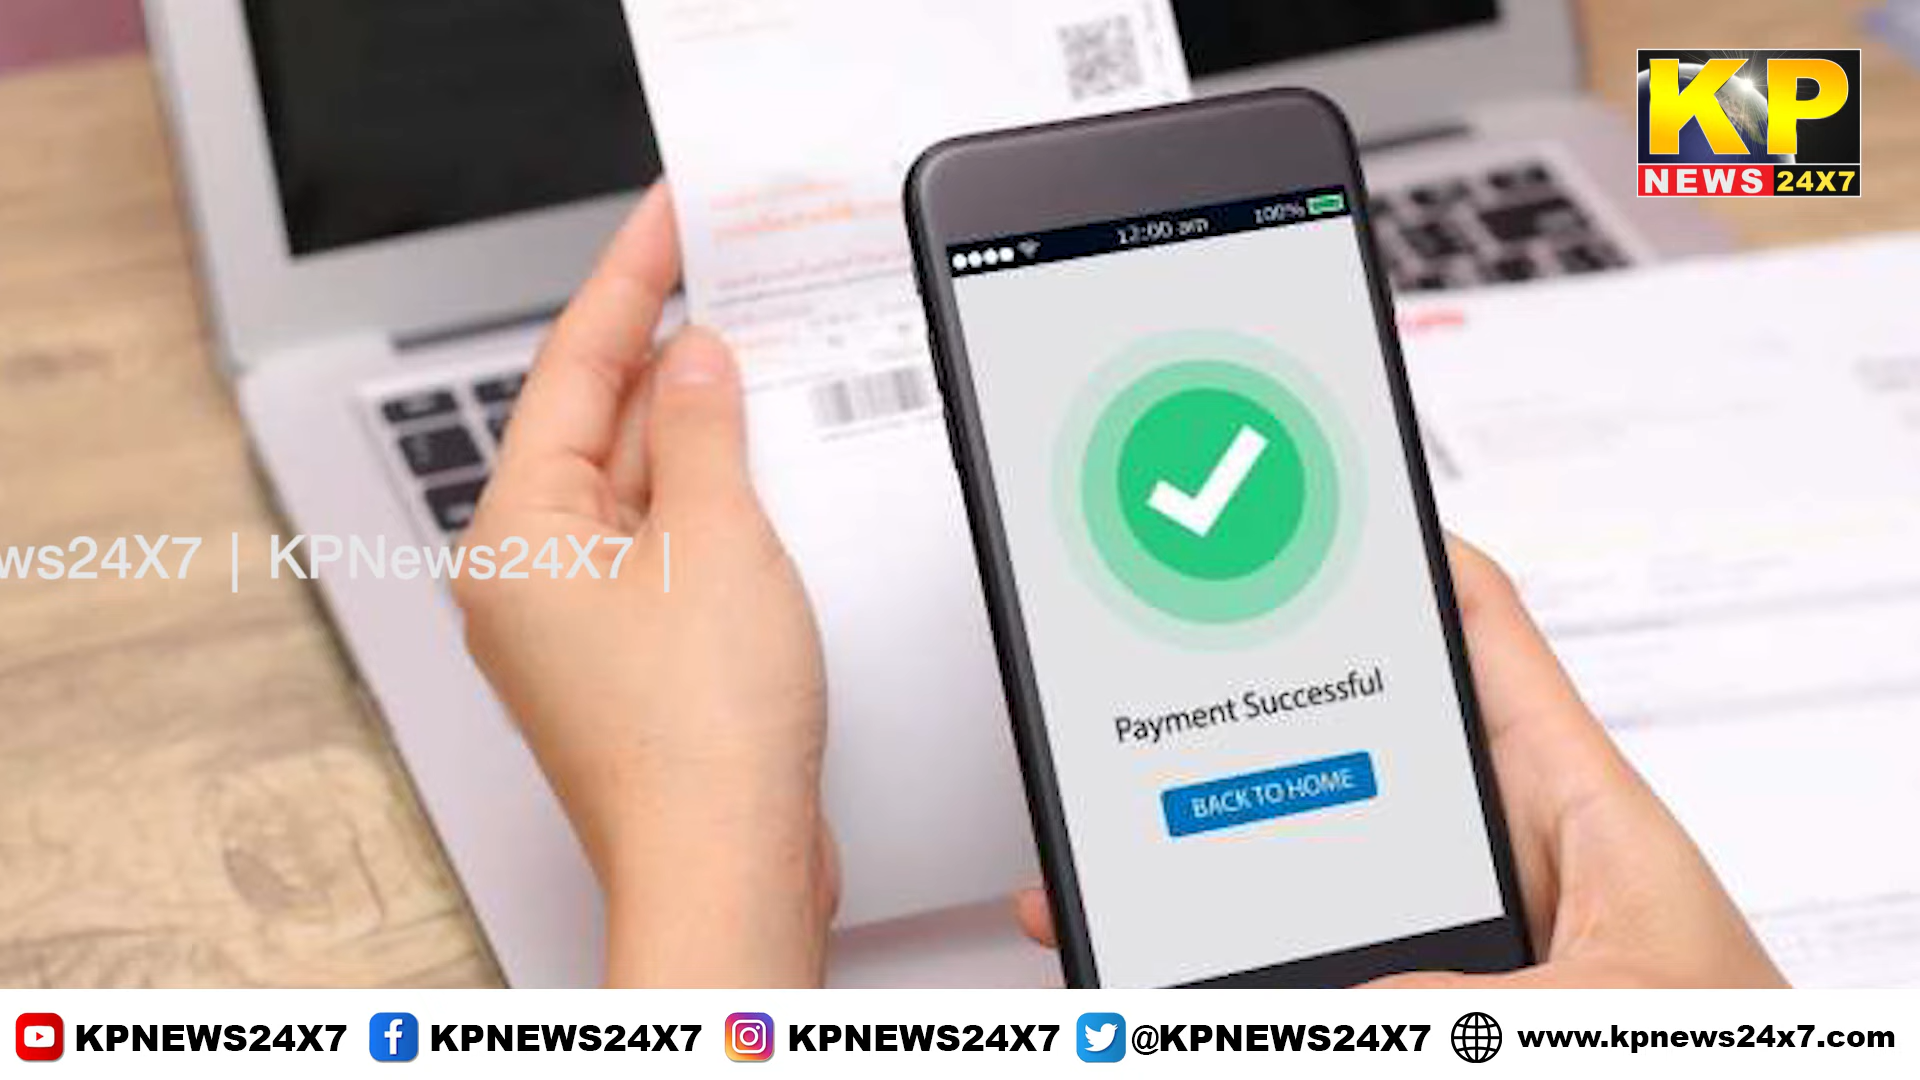 KP
NEWS 24X7
12:00 am
100%
ws24X7 | KPNews24X7 |
Payment Successful
BACK TO HOME
KPNEWS24X7
KPNEWS24X7
KPNEWS24X7
@KPNEWS24X7
www.kpnews24x7.com